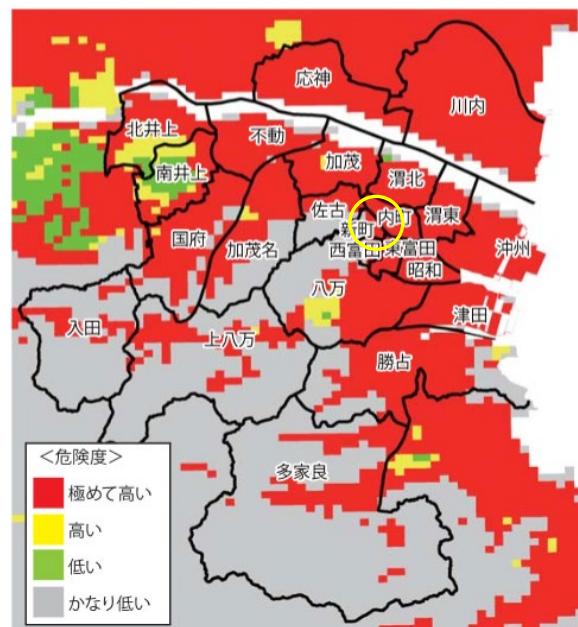 応神
川内
北井上
不動
加茂
渭北
南井上
佐古
内町
渭東
新町
国府
加茂名
西富田
東富田
沖洲
昭和
八万
津田
入田
上八万
勝占
多家良
<危険度>
極めて高い
高い
低い
かなり低い